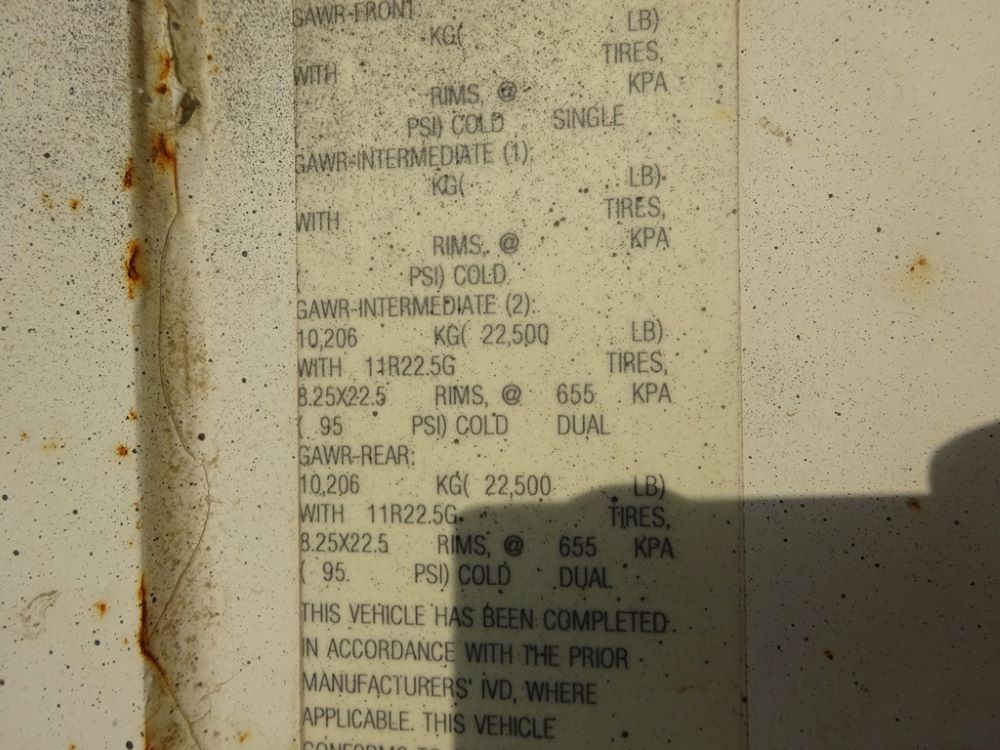 GAWR-FRONT
KG( LB)
WITH TIRES,
RIMS, @ KPA
PSI) COLD SINGLE
GAWR-INTERMEDIATE (1):
KG( LB)
WITH TIRES,
RIMS, @ KPA
( PSI) COLD
GAWR-INTERMEDIATE (2):
10,206 KG( 22,500 LB)
WITH 11R22.5G TIRES,
8.25X22.5 RIMS, @ 655 KPA
( 95 PSI) COLD DUAL
GAWR-REAR:
10,206 KG( 22,500 LB)
WITH 11R22.5G TIRES,
8.25X22.5 RIMS, @ 655 KPA
( 95 PSI) COLD DUAL
THIS VEHICLE HAS BEEN COMPLETED
IN ACCORDANCE WITH THE PRIOR
MANUFACTURERS' IVD, WHERE
APPLICABLE. THIS VEHICLE
CONFORMS TO